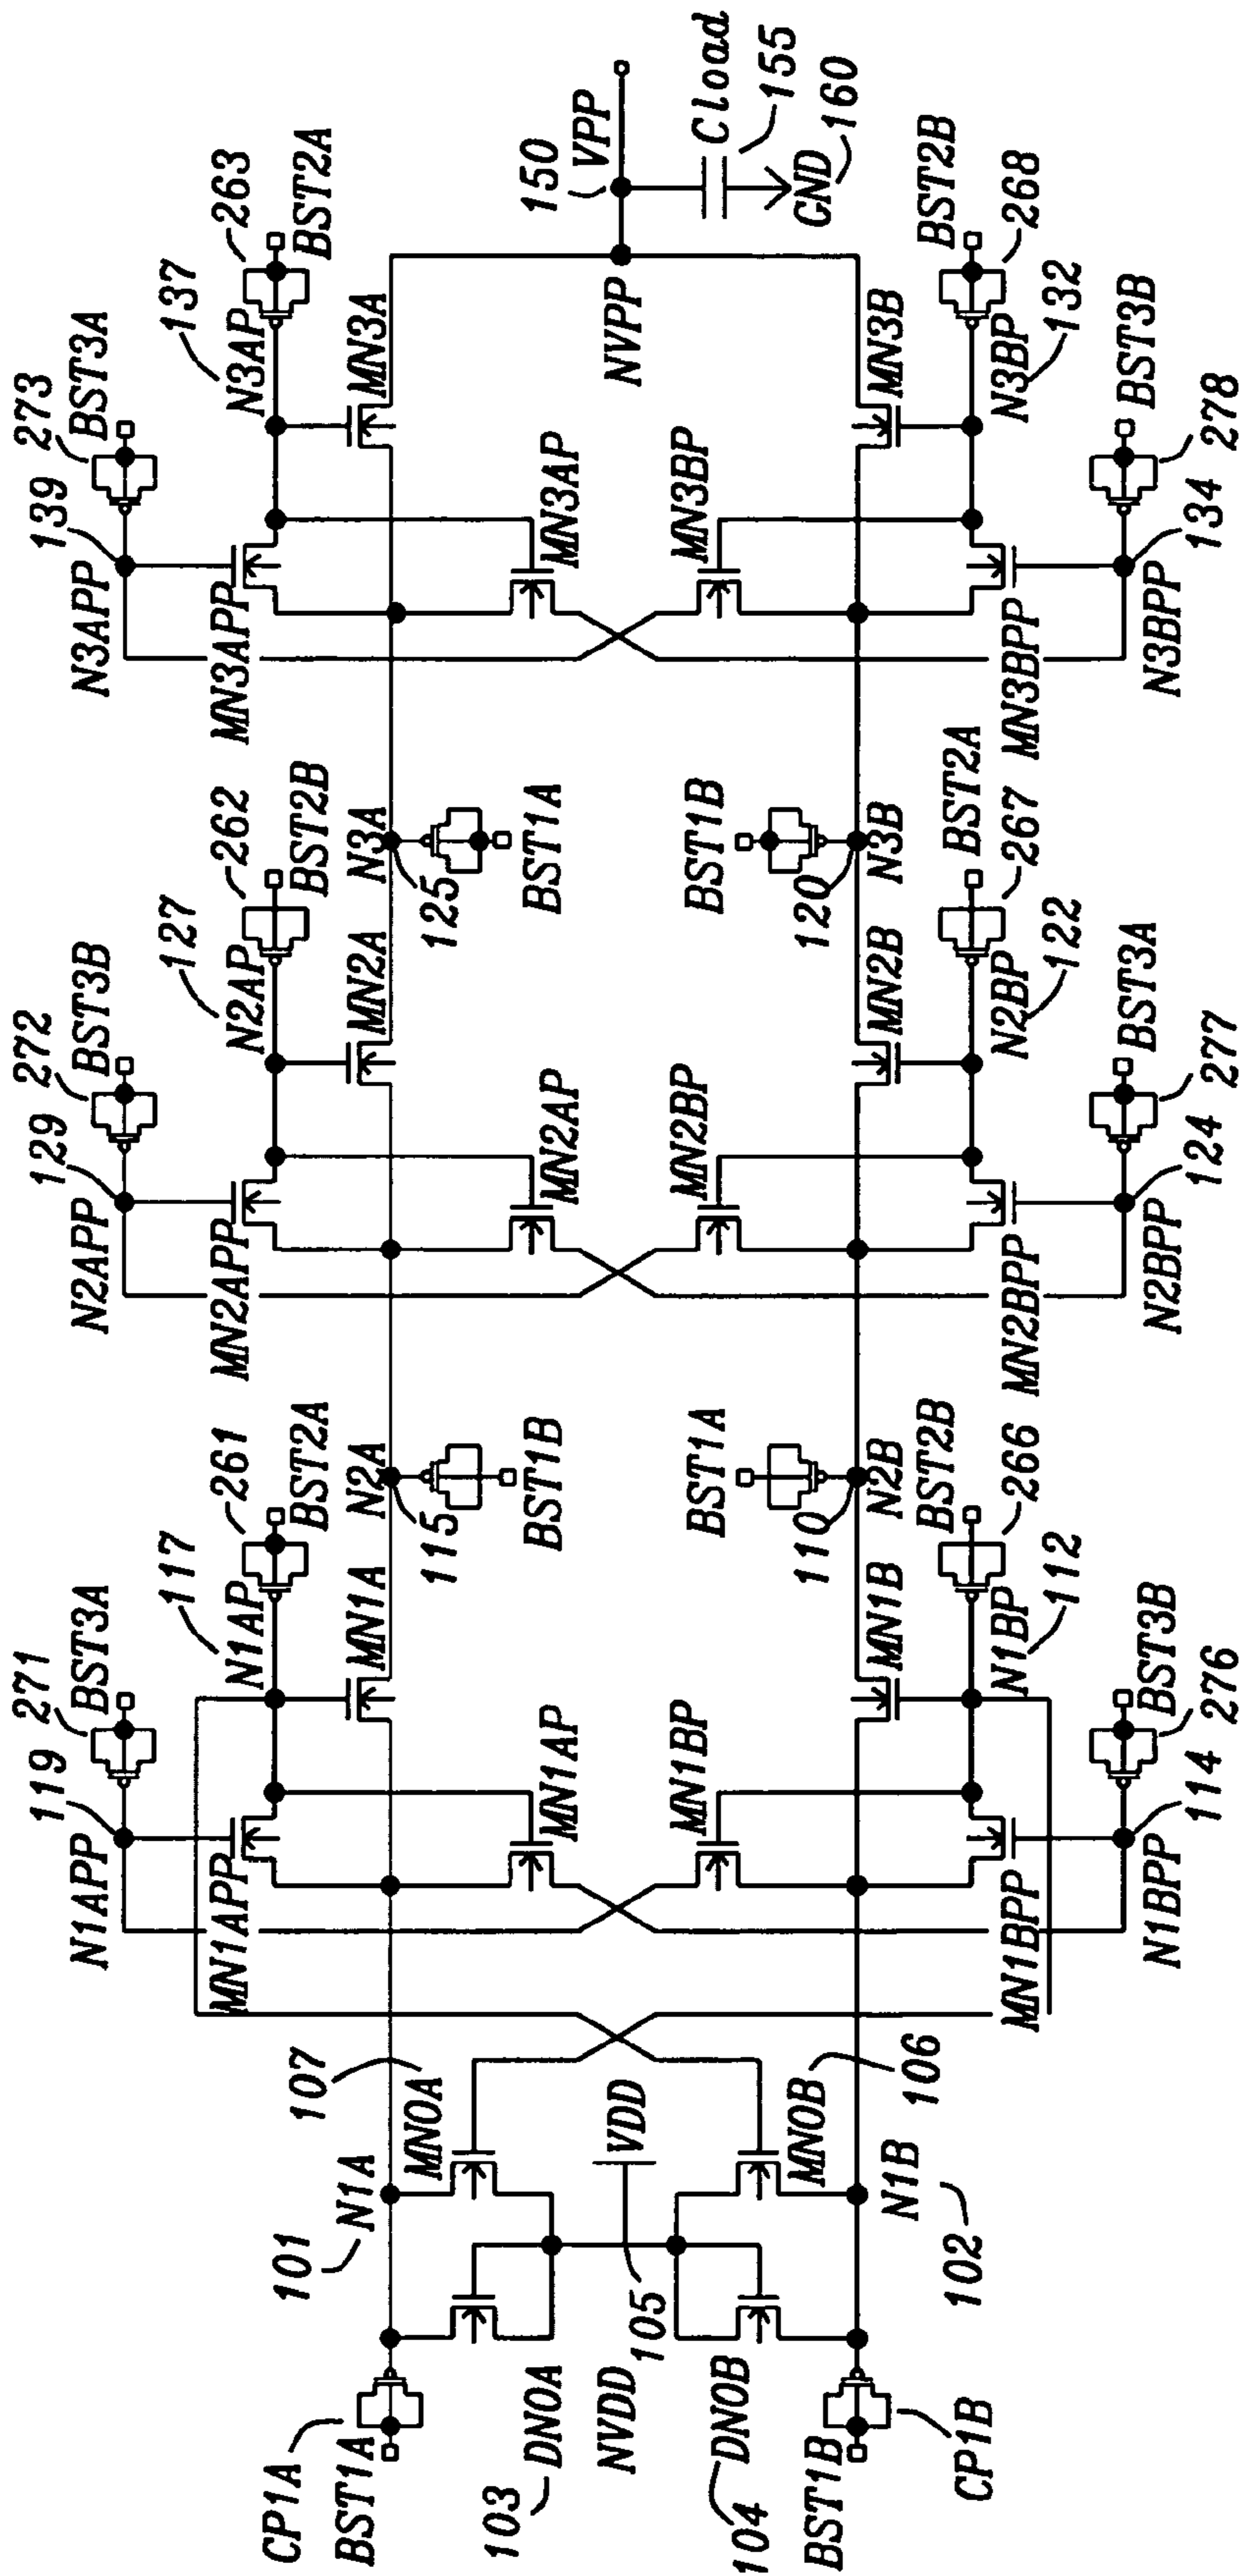 N3APP
139
273
BST3A
N2APP
129
272
BST3B
N1APP
119
271
BST3A
MN3APP
N3AP
137
263
BST2A
MN2APP
N2AP
127
262
BST2B
MN1APP
N1AP
117
261
BST2A
CP1A
BST1A
101
N1A
107
MN0A
MN1A
N2A
115
BST1B
MN2A
N3A
125
BST1A
MN3A
MN1AP
MN2AP
MN3AP
103
DN0A
NVDD
105
VDD
NVPP
150
VPP
Cload
155
GND
160
104
DN0B
MN0B
106
MN1BP
MN2BP
MN3BP
BST1B
CP1B
102
N1B
MN1B
BST1A
110
N2B
MN2B
BST1B
120
N3B
MN3B
MN1BPP
N1BP
112
266
BST2B
MN2BPP
N2BP
122
267
BST2A
MN3BPP
N3BP
132
268
BST2B
N1BPP
114
276
BST3B
N2BPP
124
277
BST3A
N3BPP
134
278
BST3B